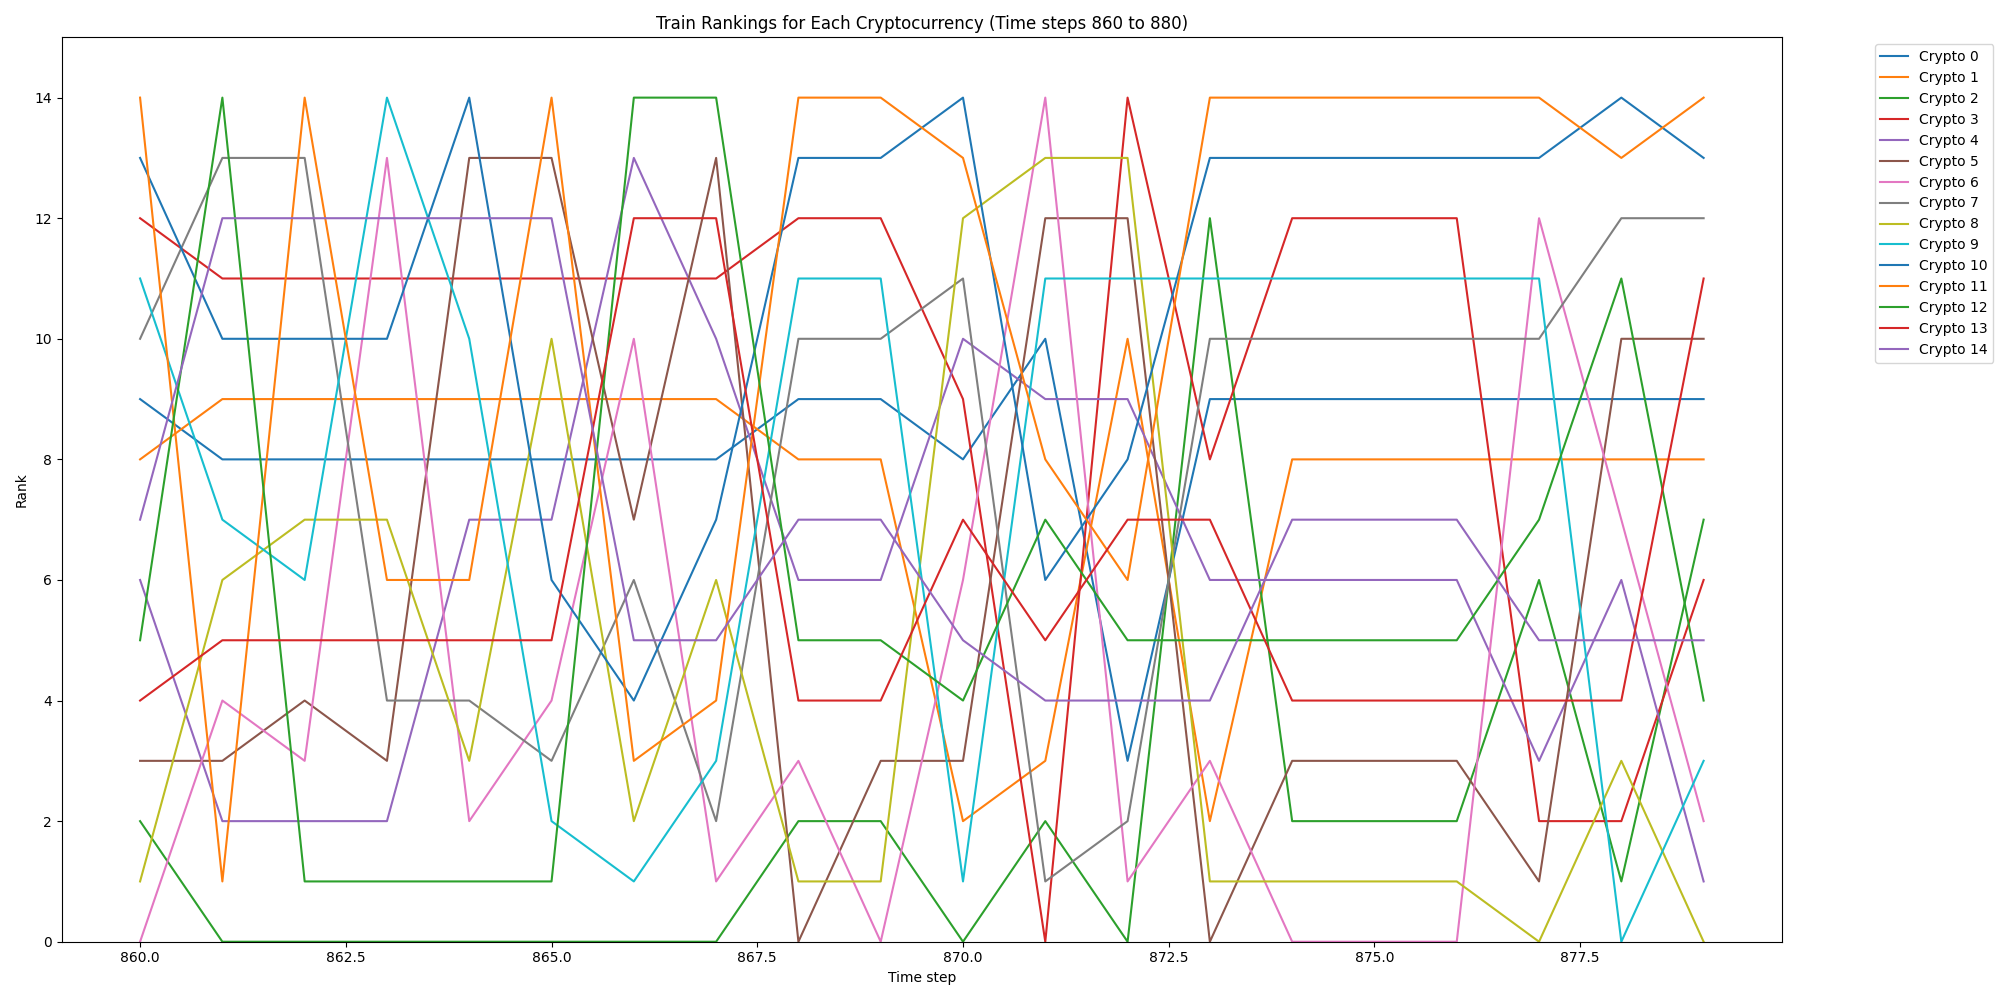 Train Rankings for Each Cryptocurrency (Time steps 860 to 880)
14
12
10
8
6
4
2
0
Rank
860.0 862.5 865.0 867.5 870.0 872.5 875.0 877.5
Time step
Crypto 0
Crypto 1
Crypto 2
Crypto 3
Crypto 4
Crypto 5
Crypto 6
Crypto 7
Crypto 8
Crypto 9
Crypto 10
Crypto 11
Crypto 12
Crypto 13
Crypto 14